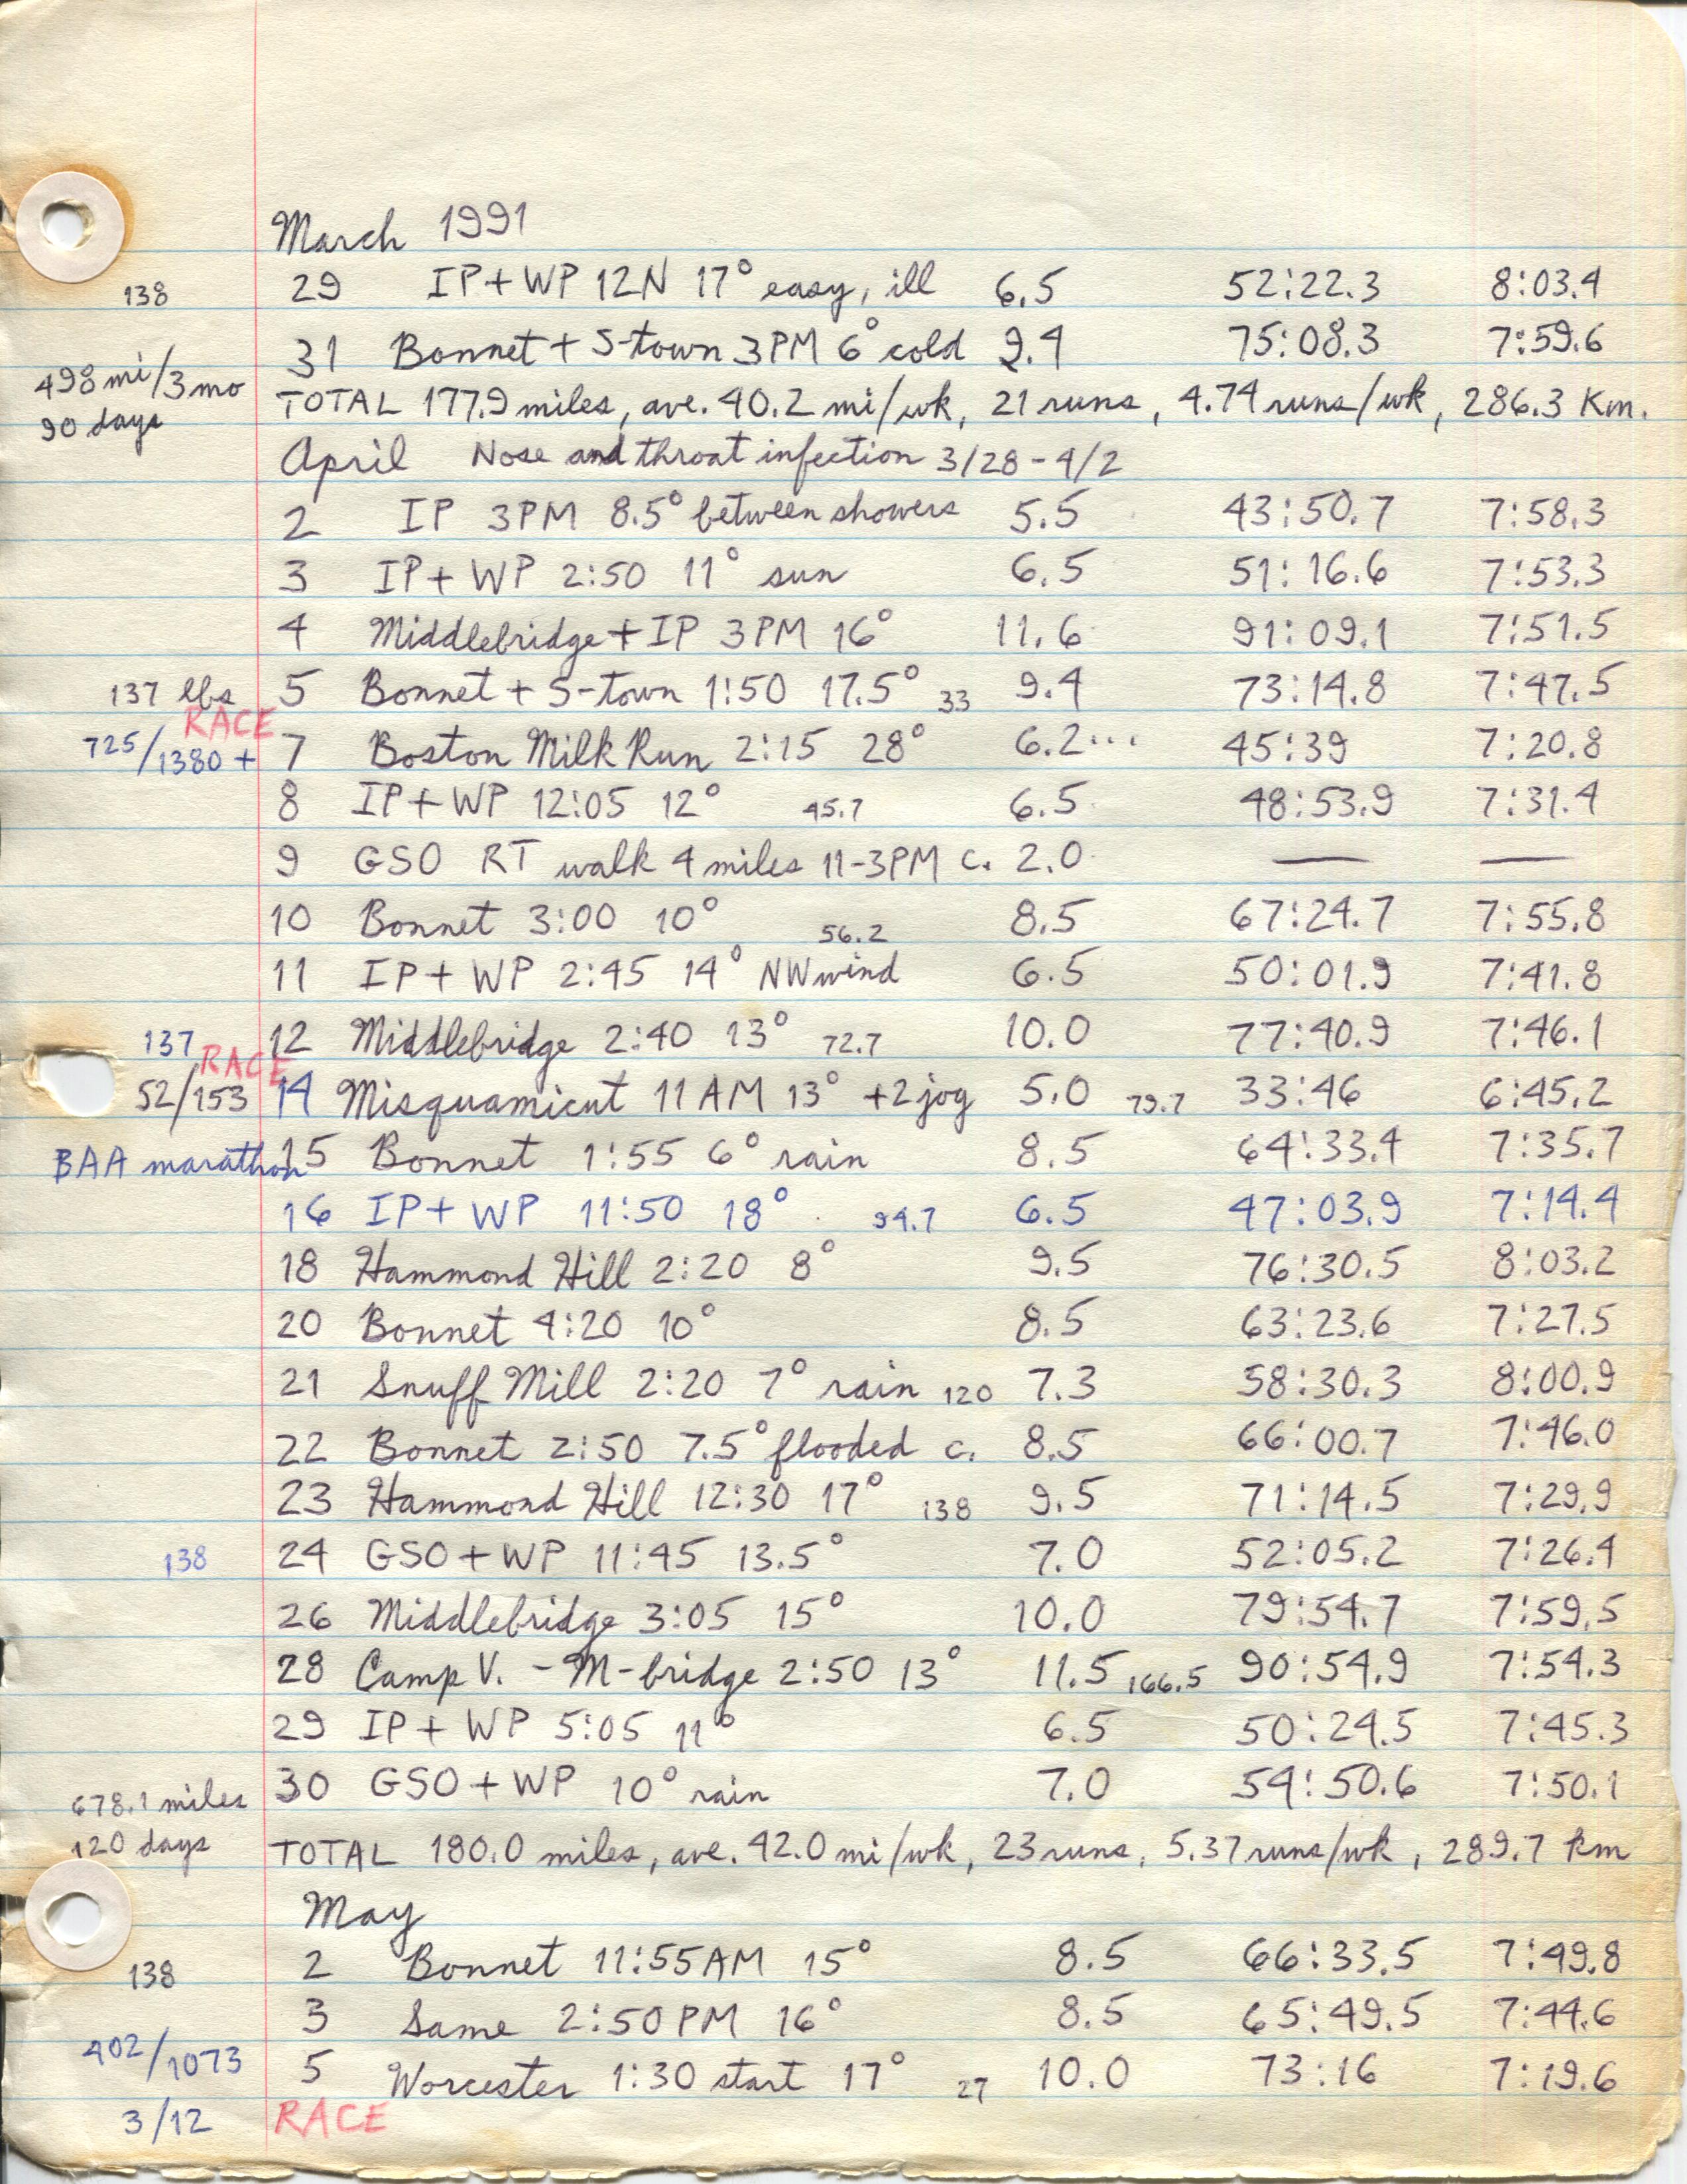 March 1991
138 29 IP+WP 12N 17° easy, ill 6.5 52:22.3 8:03.4
31 Bonnet + S-town 3PM 6° cold 9.4 75:08.3 7:59.6
498 mi/3mo
TOTAL 177.9 miles, ave. 40.2 mi/wk, 21 runs, 4.74 runs/wk, 286.3 Km.
90 days
April Nose and throat infection 3/28-4/2
2 IP 3PM 8.5° between showers 5.5 43:50.7 7:58.3
3 IP+WP 2:50 11° sun 6.5 51:16.6 7:53.3
4 Middlebridge+IP 3PM 16° 11.6 91:09.1 7:51.5
137 lbs 5 Bonnet + S-town 1:50 17.5° 33 9.4 73:14.8 7:47.5
RACE
725/1380+ 7 Boston Milk Run 2:15 28° 6.2... 45:39 7:20.8
8 IP+WP 12:05 12° 45.7 6.5 48:53.9 7:31.4
9 GSO RT walk 4 miles 11-3PM c. 2.0 — —
10 Bonnet 3:00 10° 56.2 8.5 67:24.7 7:55.8
11 IP+WP 2:45 14° NW wind 6.5 50:01.9 7:41.8
137 12 Middlebridge 2:40 13° 72.7 10.0 77:40.9 7:46.1
RACE
52/153 14 Misquamicut 11AM 13° +2jog 5.0 79.7 33:46 6:45.2
BAA marathon 15 Bonnet 1:55 6° rain 8.5 64:33.4 7:35.7
16 IP+WP 11:50 18° 94.7 6.5 47:03.9 7:14.4
18 Hammond Hill 2:20 8° 9.5 76:30.5 8:03.2
20 Bonnet 4:20 10° 8.5 63:23.6 7:27.5
21 Snuff Mill 2:20 7° rain 120 7.3 58:30.3 8:00.9
22 Bonnet 2:50 7.5° flooded c. 8.5 66:00.7 7:46.0
23 Hammond Hill 12:30 17° 138 9.5 71:14.5 7:29.9
138 24 GSO+WP 11:45 13.5° 7.0 52:05.2 7:26.4
26 Middlebridge 3:05 15° 10.0 79:54.7 7:59.5
28 Camp V. - M-bridge 2:50 13° 11.5 166.5 90:54.9 7:54.3
29 IP+WP 5:05 11° 6.5 50:24.5 7:45.3
30 GSO+WP 10° rain 7.0 54:50.6 7:50.1
678.1 miles
120 days TOTAL 180.0 miles, ave. 42.0 mi/wk, 23 runs, 5.37 runs/wk, 289.7 km
May
138 2 Bonnet 11:55AM 15° 8.5 66:33.5 7:49.8
3 Same 2:50PM 16° 8.5 65:49.5 7:44.6
402/1073 5 Worcester 1:30 start 17° 27 10.0 73:16 7:19.6
3/12 RACE